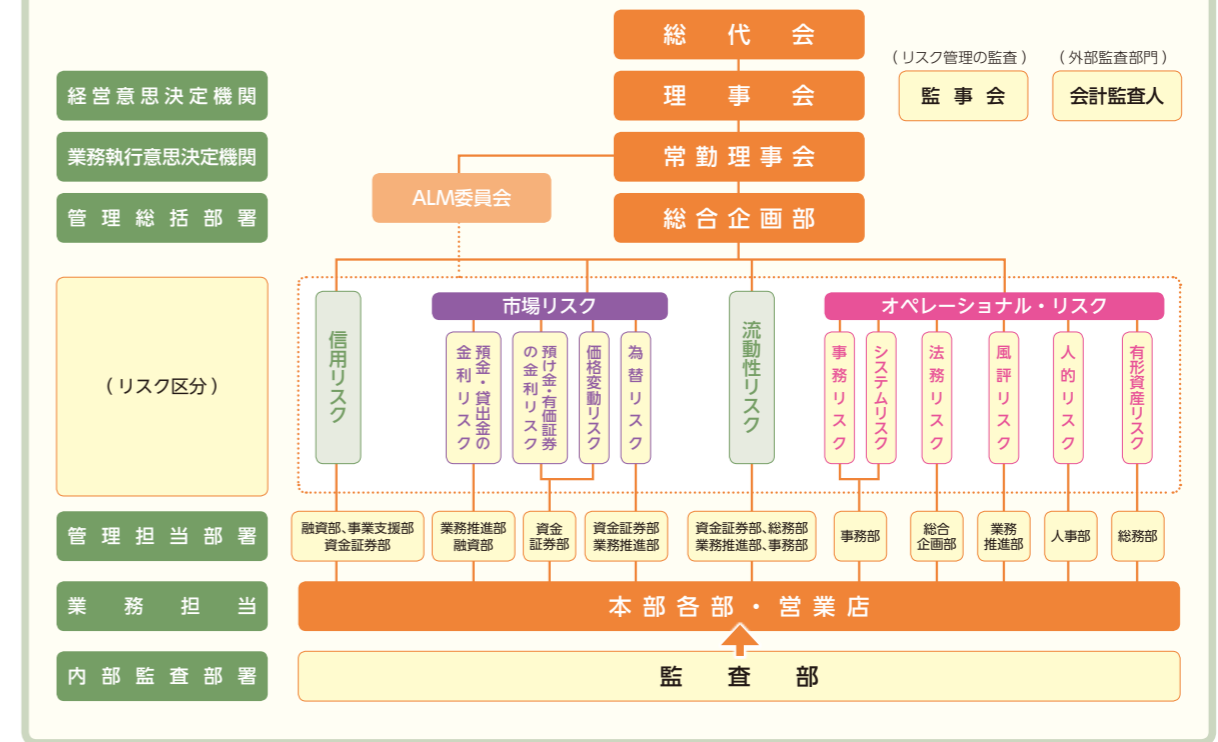 総代会
(リスク管理の監査)
(外部監査部門)
経営意思決定機関
理事会
監事会
会計監査人
業務執行意思決定機関
常勤理事会
ALM委員会
管理総括部署
総合企画部
(リスク区分)
信用リスク
市場リスク
預金・貸出金の
金利リスク
預け金・有価証券
の金利リスク
価格変動リスク
為替リスク
流動性リスク
オペレーショナル・リスク
事務リスク
システムリスク
法務リスク
風評リスク
人的リスク
有形資産リスク
管理担当部署
融資部、事業支援部
資金証券部
業務推進部
融資部
資金
証券部
資金証券部
業務推進部
資金証券部、総務部
業務推進部、事務部
事務部
総合
企画部
業務
推進部
人事部
総務部
業務担当
本部各部・営業店
内部監査部署
監査部